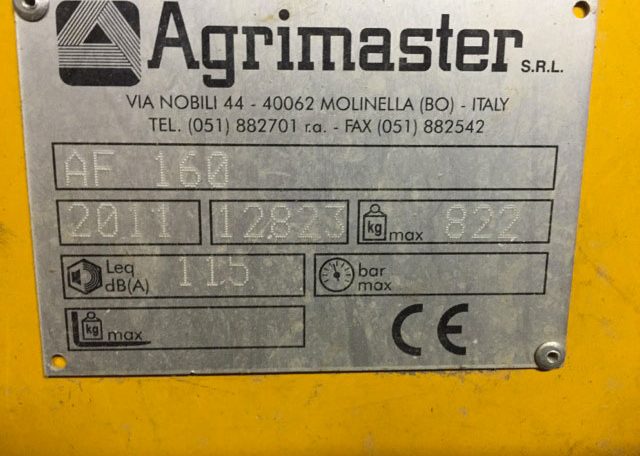 Agrimaster S.R.L.
VIA NOBILI 44 - 40062 MOLINELLA (BO) - ITALY
TEL. (051) 882701 r.a. - FAX (051) 882542
AF 160
2011 12823 kg max 822
Leq dB(A) 115 bar max
kg max
CE